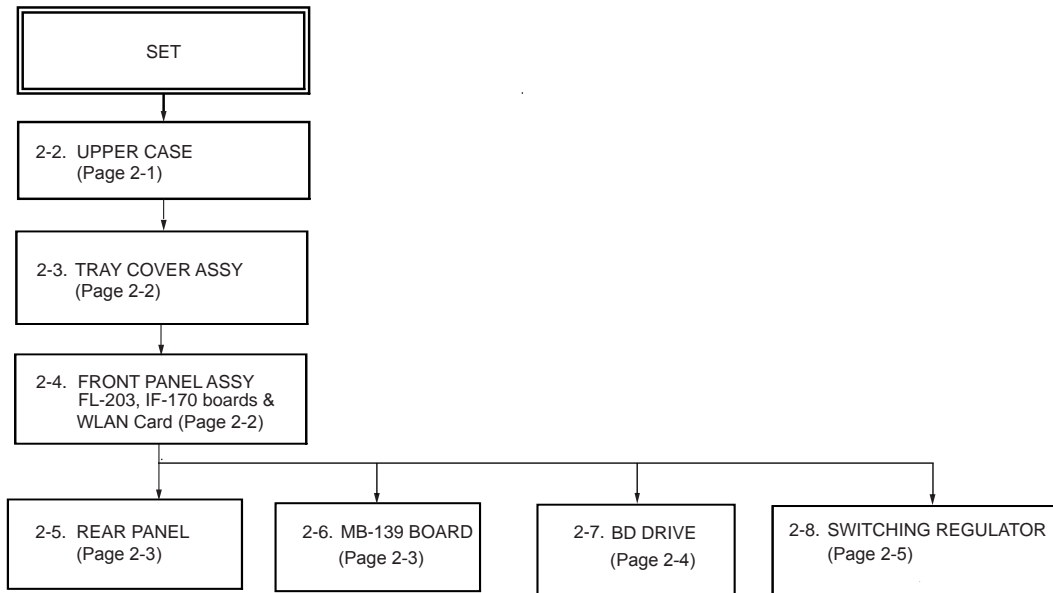 SET
2-2. UPPER CASE
(Page 2-1)
2-3. TRAY COVER ASSY
(Page 2-2)
2-4. FRONT PANEL ASSY
FL-203, IF-170 boards &
WLAN Card (Page 2-2)
2-5. REAR PANEL
(Page 2-3)
2-6. MB-139 BOARD
(Page 2-3)
2-7. BD DRIVE
(Page 2-4)
2-8. SWITCHING REGULATOR
(Page 2-5)